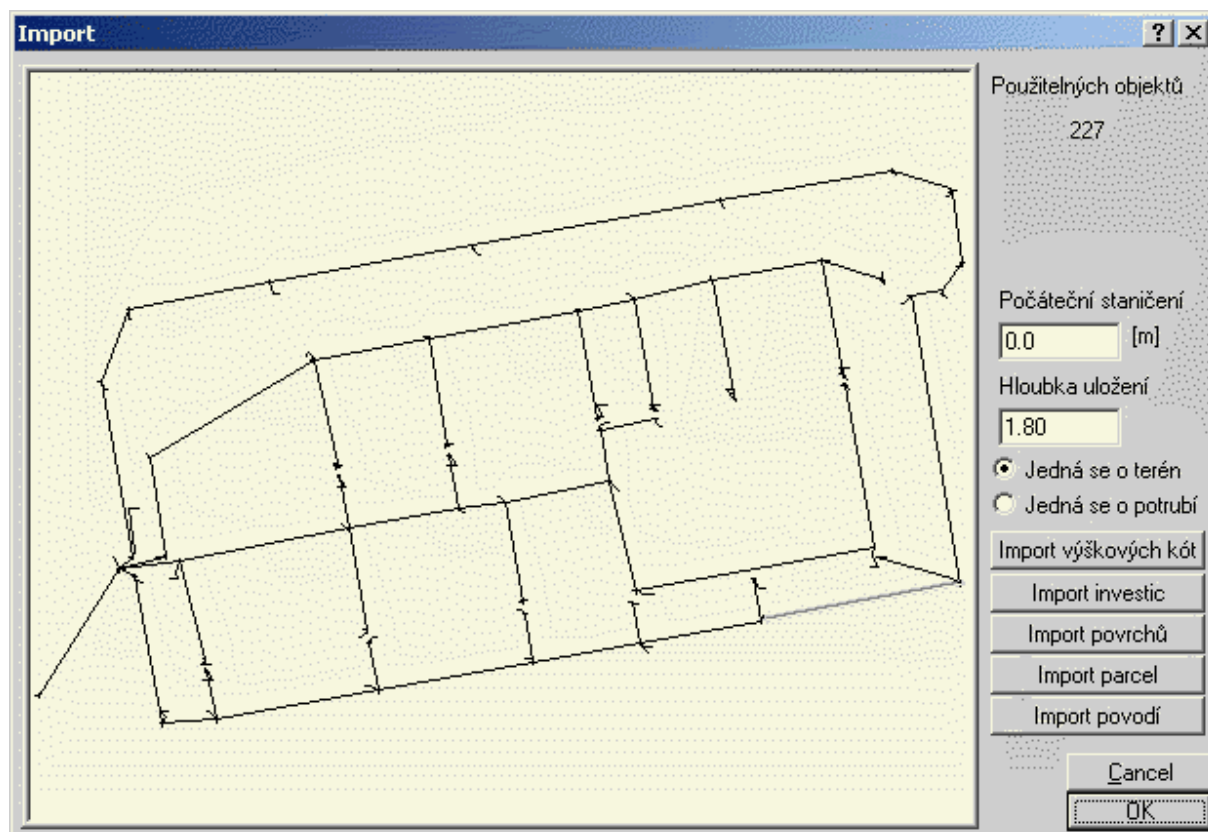 Import
Použitelných objektů
227
Počáteční staničení
0.0 [m]
Hloubka uložení
1.80
Jedná se o terén
Jedná se o potrubí
Import výškových kót
Import investic
Import povrchů
Import parcel
Import povodí
Cancel
OK